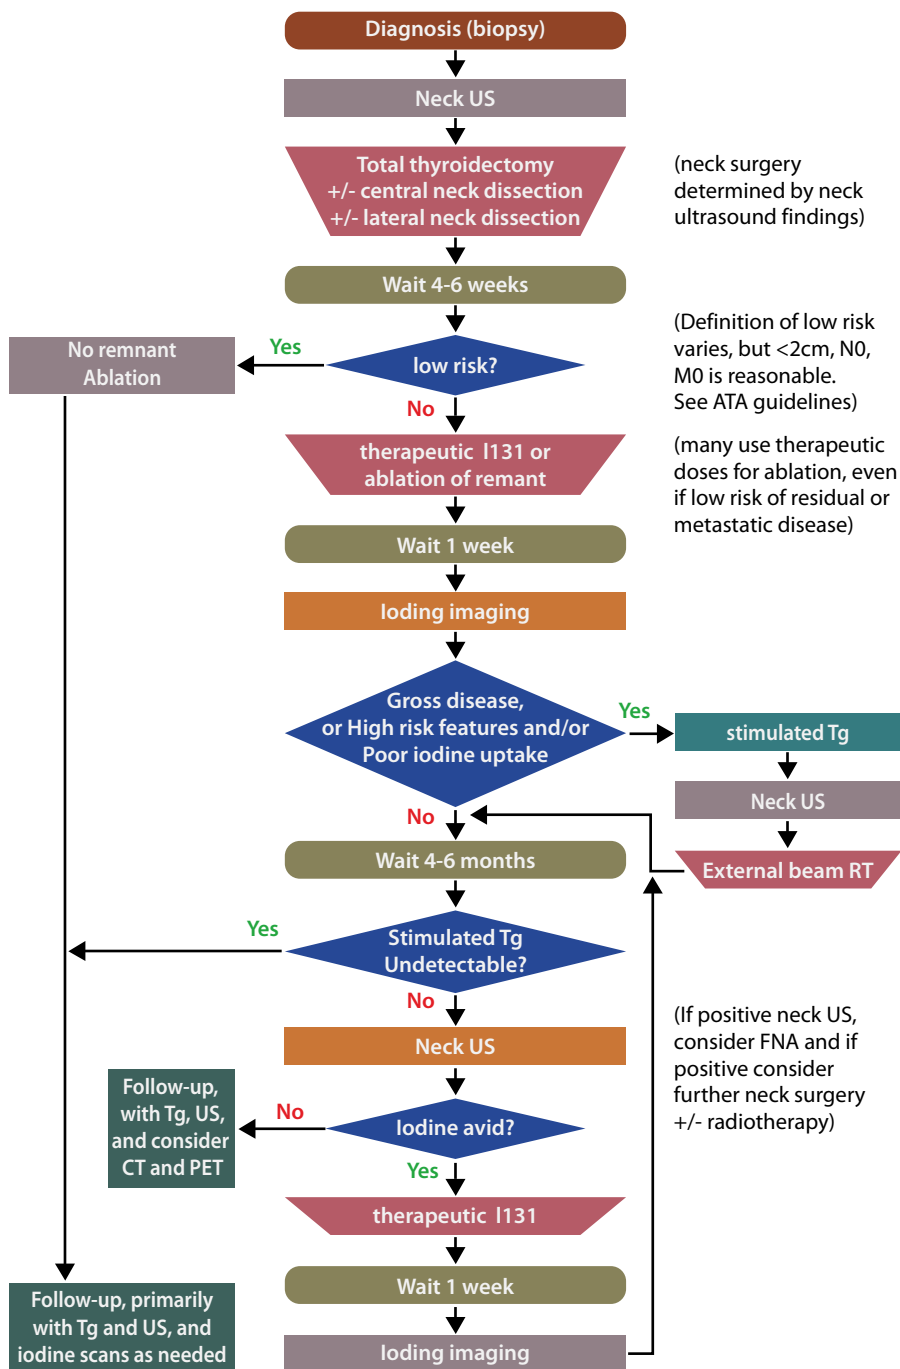 Diagnosis (biopsy)
Neck US
Total thyroidectomy
+/- central neck dissection
+/- lateral neck dissection
(neck surgery
determined by neck
ultrasound findings)
Wait 4-6 weeks
low risk?
Yes
No remnant
Ablation
(Definition of low risk
varies, but <2cm, N0,
M0 is reasonable.
See ATA guidelines)
No
therapeutic I131 or
ablation of remant
(many use therapeutic
doses for ablation, even
if low risk of residual or
metastatic disease)
Wait 1 week
Ioding imaging
Gross disease,
or High risk features and/or
Poor iodine uptake
Yes
stimulated Tg
Neck US
External beam RT
No
Wait 4-6 months
Stimulated Tg
Undetectable?
Yes
No
Neck US
(If positive neck US,
consider FNA and if
positive consider
further neck surgery
+/- radiotherapy)
Iodine avid?
No
Follow-up,
with Tg, US,
and consider
CT and PET
Yes
therapeutic I131
Wait 1 week
Ioding imaging
Follow-up, primarily
with Tg and US, and
iodine scans as needed